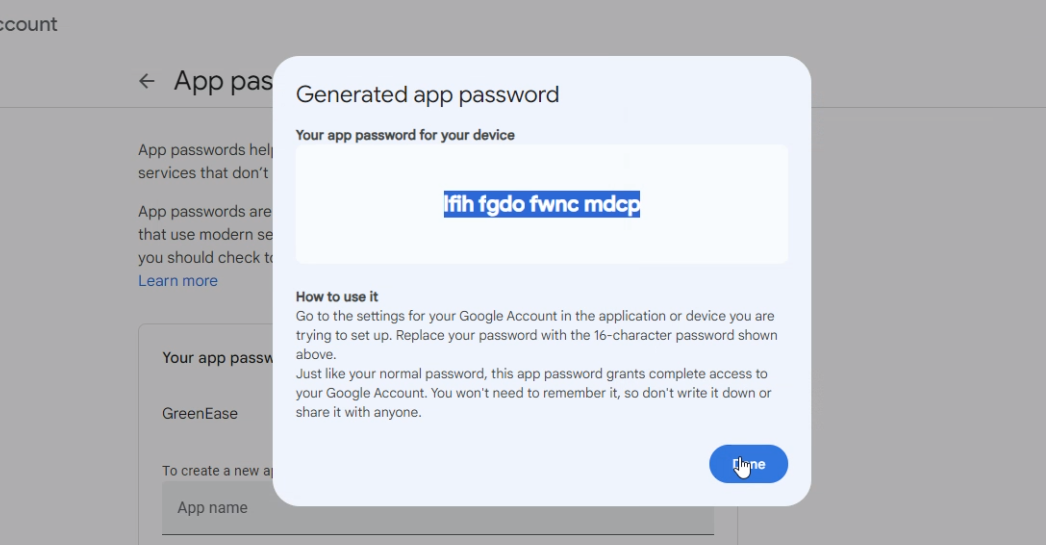 ccount
App pas
App passwords help
services that don't
App passwords are
that use modern se
you should check to
Learn more
Your app passw
GreenEase
To create a new ap
App name
Generated app password
Your app password for your device
lfih fgdo fwnc mdcp
How to use it
Go to the settings for your Google Account in the application or device you are
trying to set up. Replace your password with the 16-character password shown
above.
Just like your normal password, this app password grants complete access to
your Google Account. You won't need to remember it, so don't write it down or
share it with anyone.
Done